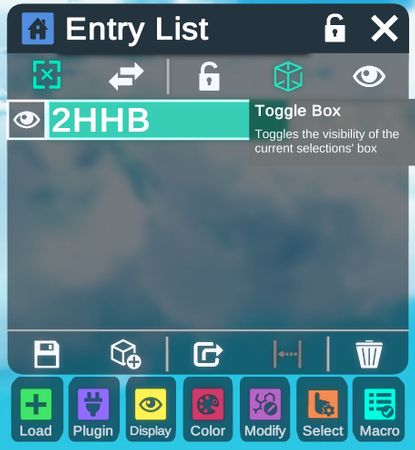 Entry List
2HHB
Toggle Box
Toggles the visibility of the
current selections' box
Load Plugin Display Color Modify Select Macro